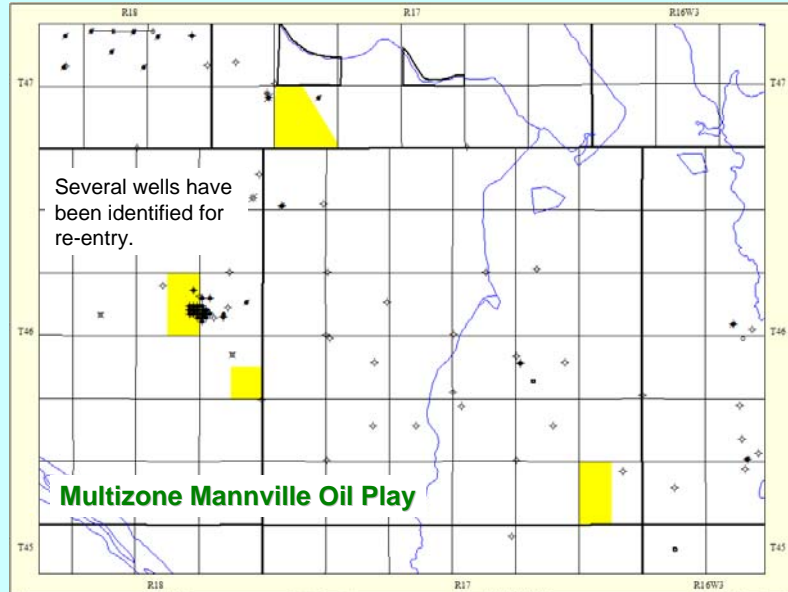 R18 R17 R16W3
T47 T47
Several wells have
been identified for
re-entry.
T46 T46
Multizone Mannville Oil Play
T45 T45
R18 R17 R16W3